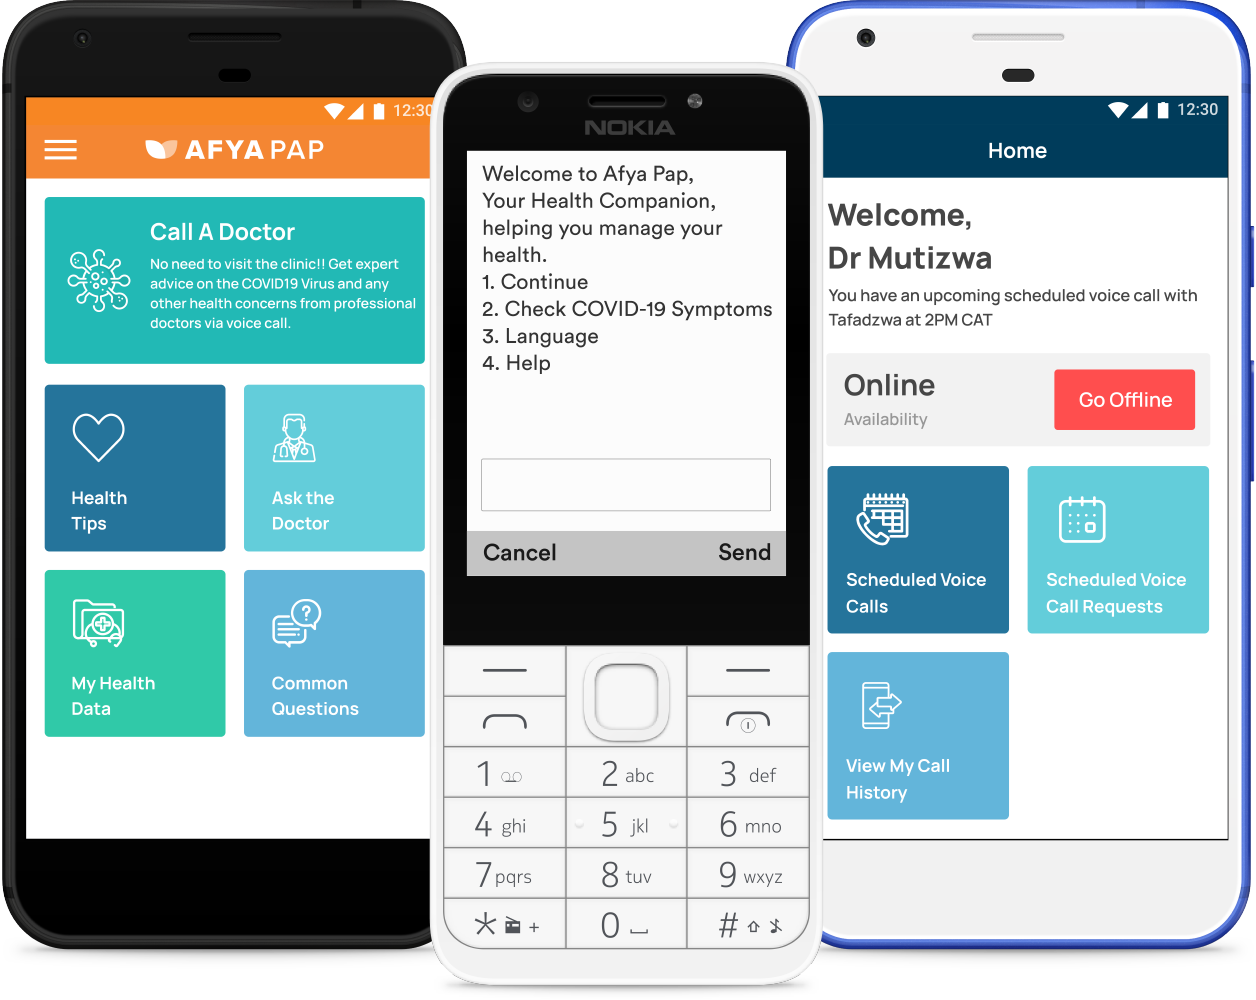 12:30
AFYA PAP
Call A Doctor
No need to visit the clinic!! Get expert
advice on the COVID19 Virus and any
other health concerns from professional
doctors via voice call.
Health
Tips
Ask the
Doctor
My Health
Data
Common
Questions
NOKIA
Welcome to Afya Pap,
Your Health Companion,
helping you manage your
health.
1. Continue
2. Check COVID-19 Symptoms
3. Language
4. Help
Cancel Send
1 2 abc 3 def
4 ghi 5 jkl 6 mno
7 pqrs 8 tuv 9 wxyz
* + 0 #
12:30
Home
Welcome,
Dr Mutizwa
You have an upcoming scheduled voice call with
Tafadzwa at 2PM CAT
Online
Availability
Go Offline
Scheduled Voice
Calls
Scheduled Voice
Call Requests
View My Call
History